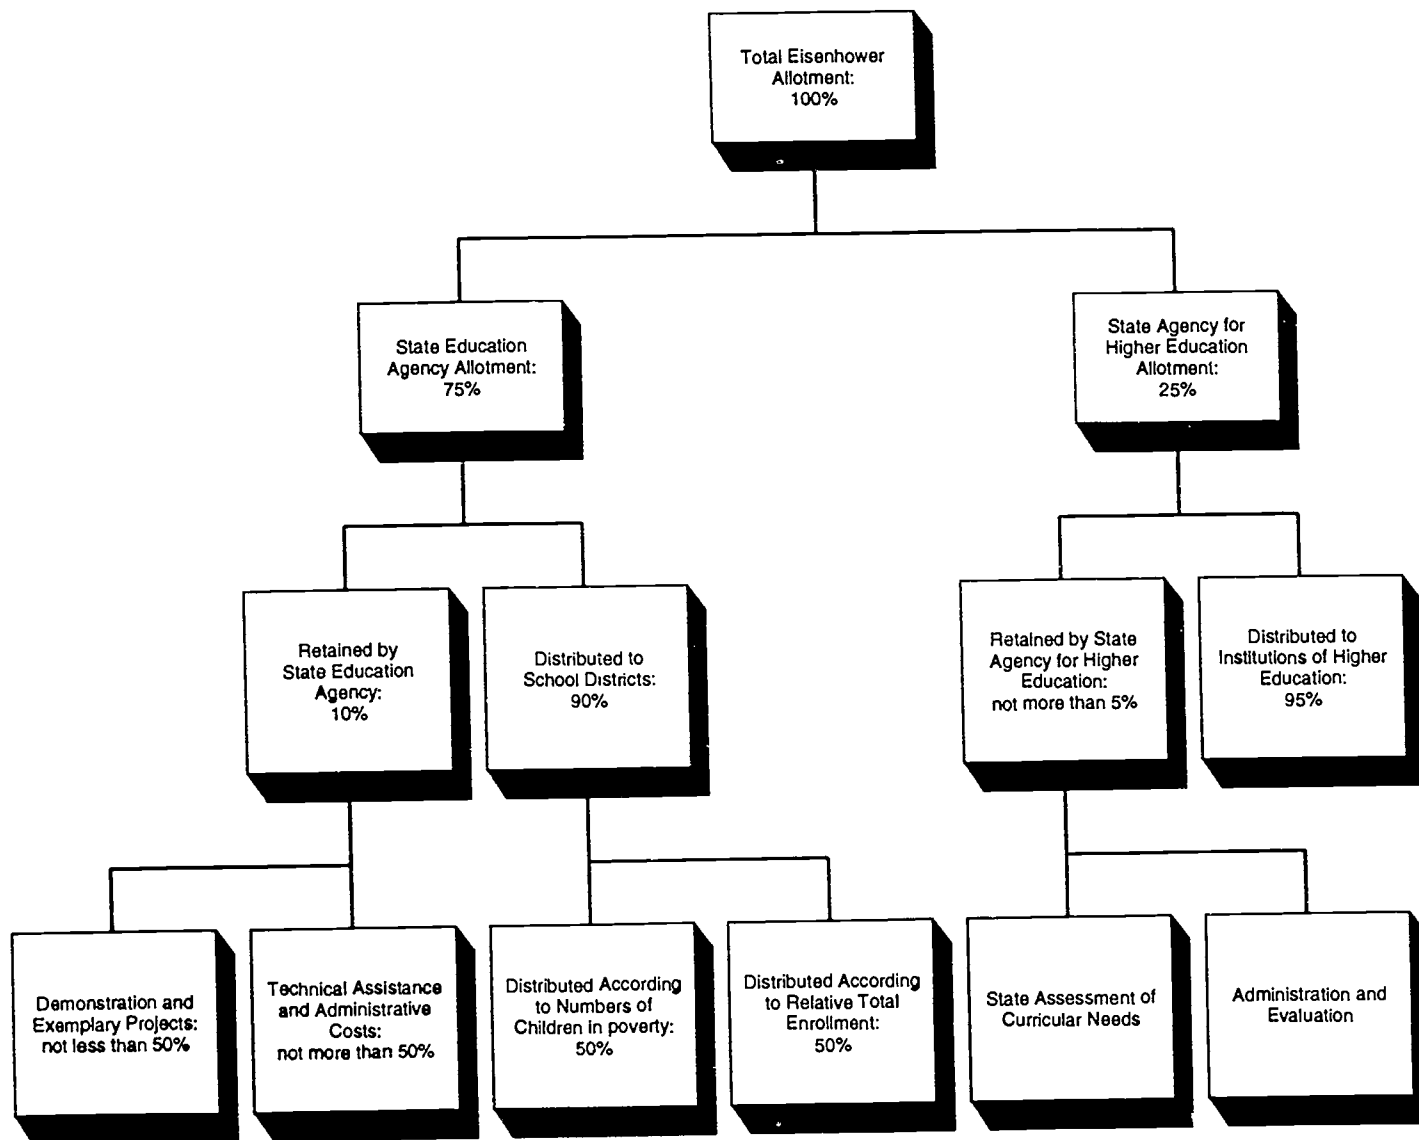 Total Eisenhower
Allotment:
100%
State Education
Agency Allotment:
75%
State Agency for
Higher Education
Allotment:
25%
Retained by
State Education
Agency:
10%
Distributed to
School Districts:
90%
Retained by State
Agency for Higher
Education:
not more than 5%
Distributed to
Institutions of Higher
Education:
95%
Demonstration and
Exemplary Projects:
not less than 50%
Technical Assistance
and Administrative
Costs:
not more than 50%
Distributed According
to Numbers of
Children in poverty:
50%
Distributed According
to Relative Total
Enrollment:
50%
State Assessment of
Curricular Needs
Administration and
Evaluation